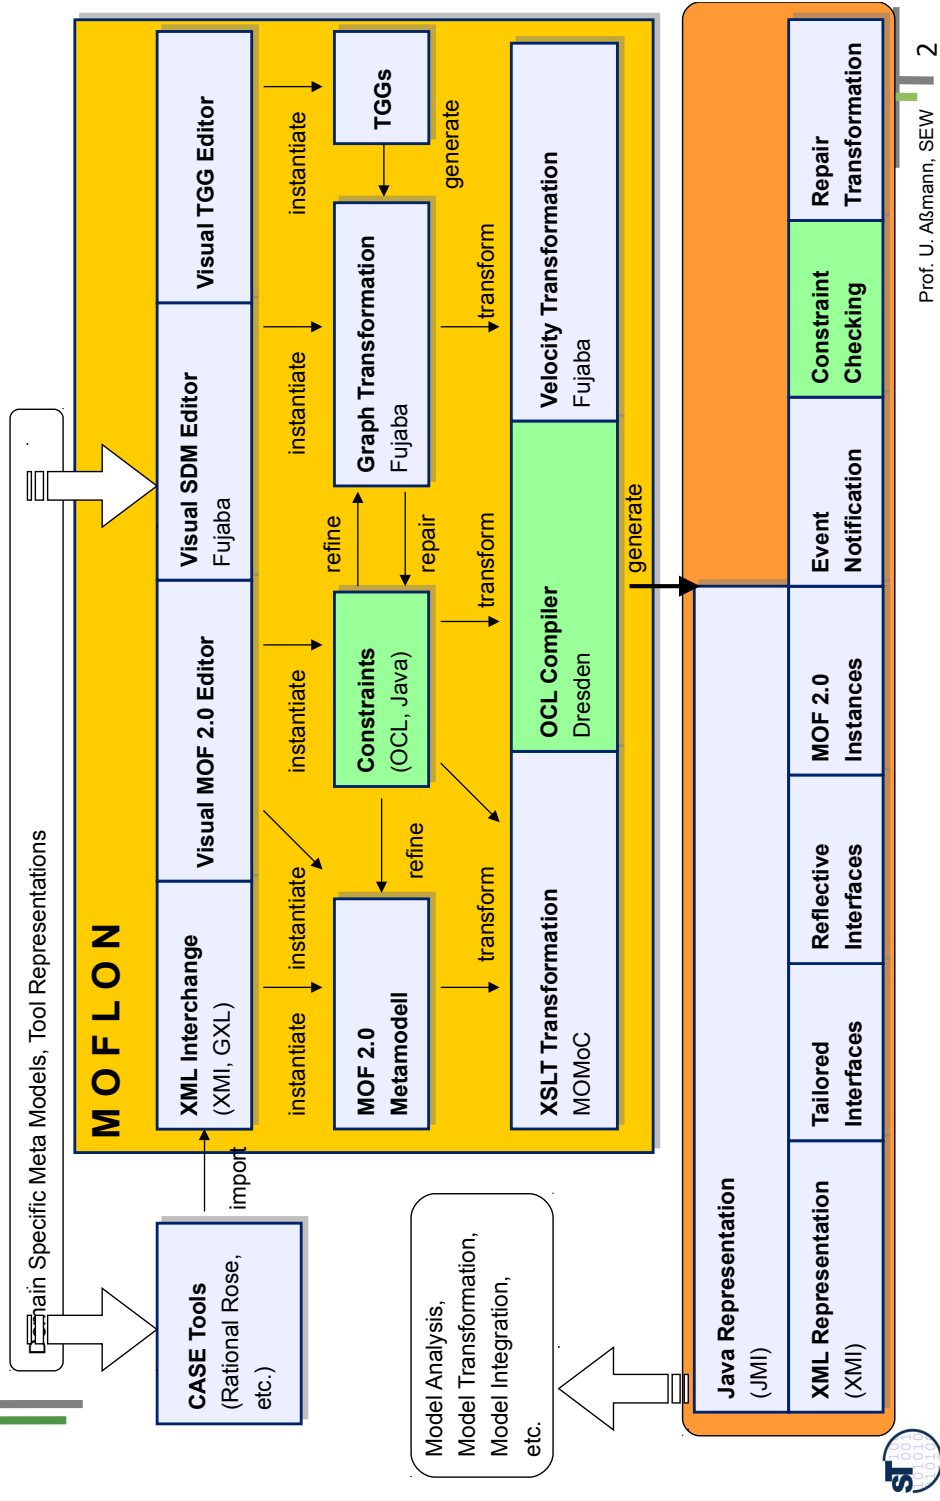 Domain Specific Meta Models, Tool Representations
MOFLON
CASE Tools
(Rational Rose,
etc.)
import
XML Interchange
(XMI, GXL)
Visual MOF 2.0 Editor
Visual SDM Editor
Fujaba
Visual TGG Editor
instantiate
instantiate
instantiate
instantiate
instantiate
MOF 2.0
Metamodell
refine
Constraints
(OCL, Java)
refine
repair
Graph Transformation
Fujaba
TGGs
generate
transform
transform
transform
XSLT Transformation
MOMoC
OCL Compiler
Dresden
Velocity Transformation
Fujaba
generate
Model Analysis,
Model Transformation,
Model Integration,
etc.
Java Representation
(JMI)
XML Representation
(XMI)
Tailored
Interfaces
Reflective
Interfaces
MOF 2.0
Instances
Event
Notification
Constraint
Checking
Repair
Transformation
Prof. U. Aßmann, SEW
2
ST